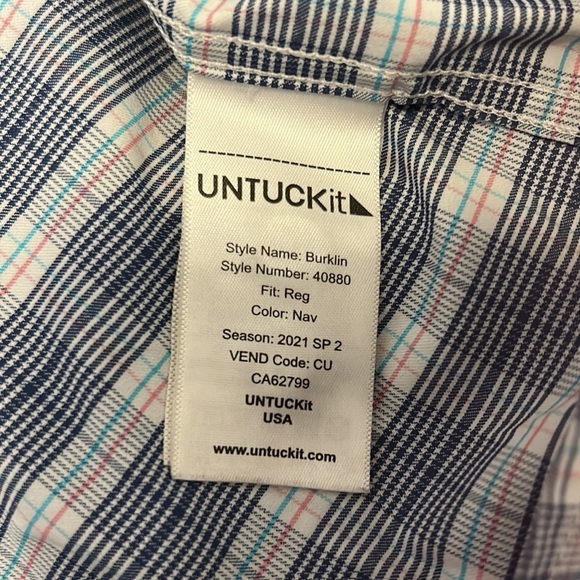 UNTUCKit
Style Name: Burklin
Style Number: 40880
Fit: Reg
Color: Nav
Season: 2021 SP 2
VEND Code: CU
CA62799
UNTUCKit
USA
www.untuckit.com